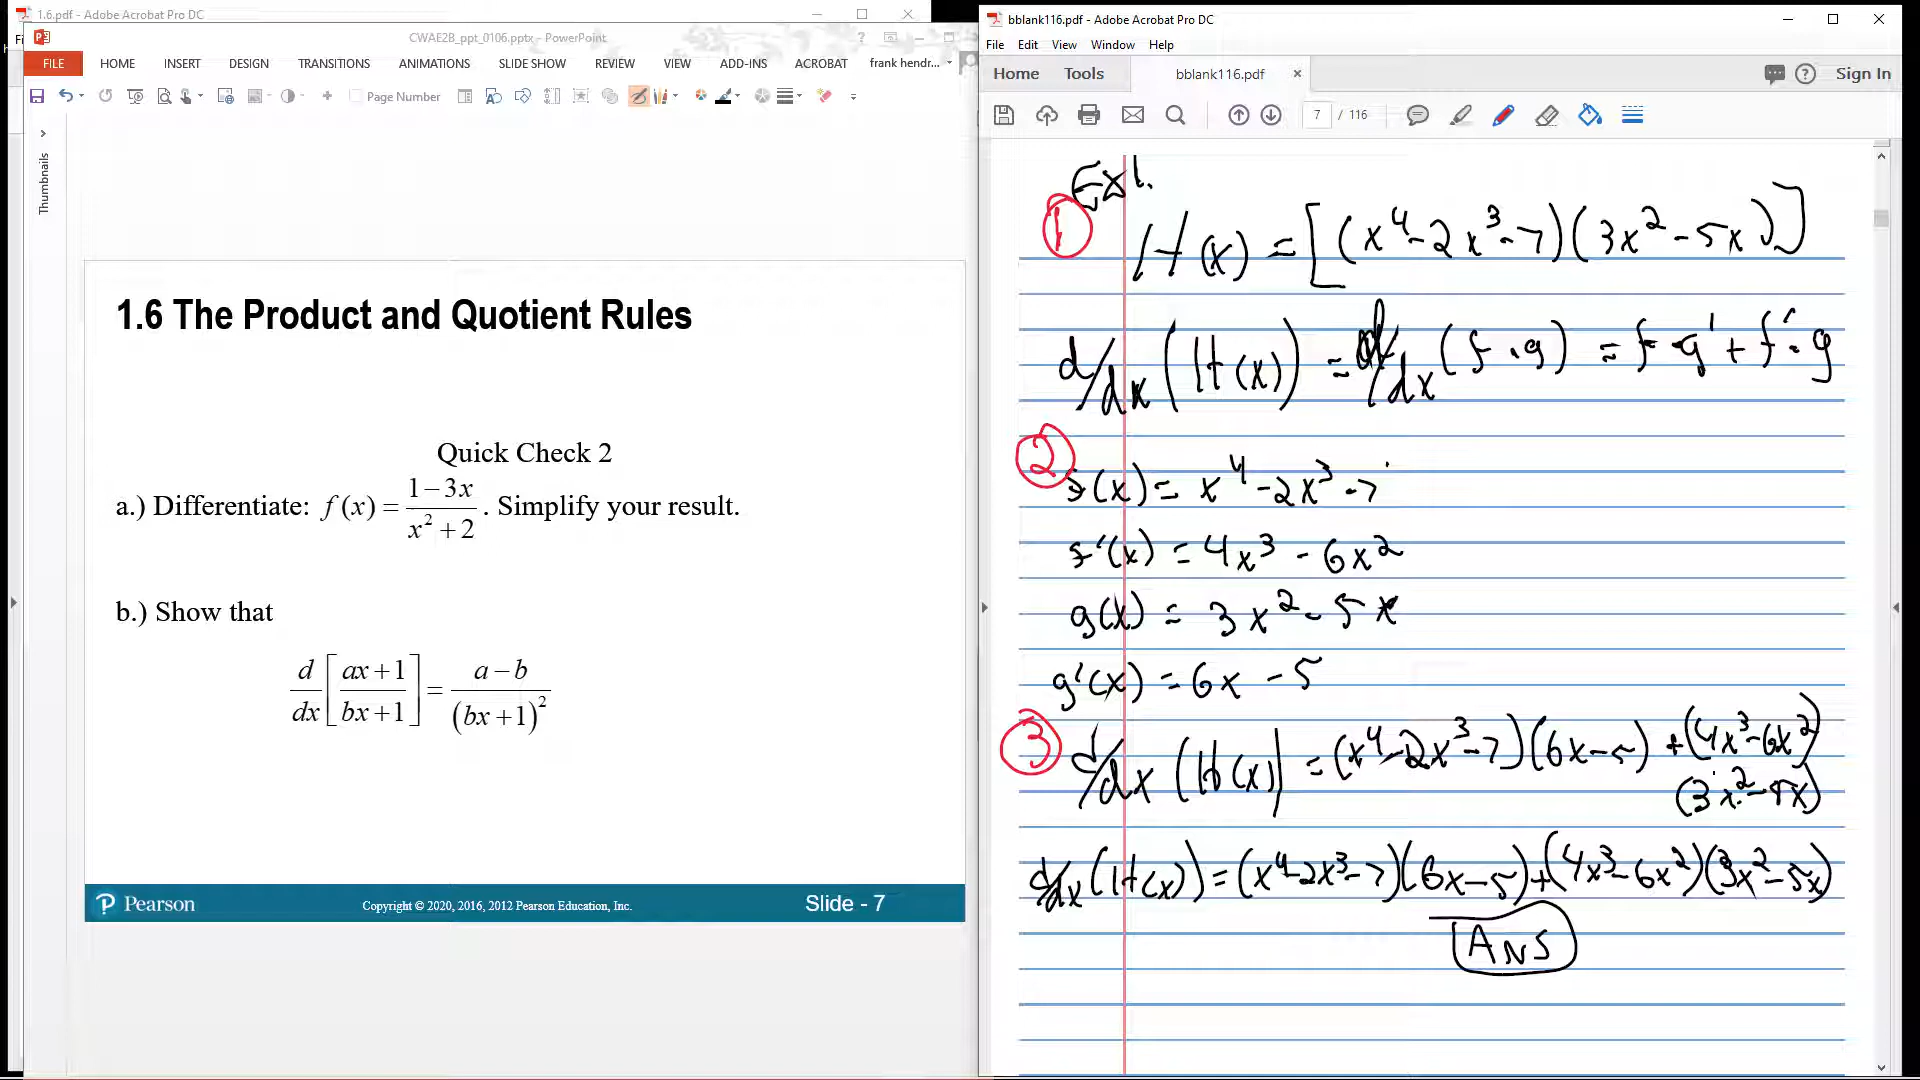 1.6.pdf - Adobe Acrobat Pro DC
CWAE2B_ppt_0106.pptx - PowerPoint
FILE HOME INSERT DESIGN TRANSITIONS ANIMATIONS SLIDE SHOW REVIEW VIEW ADD-INS ACROBAT frank hendr...
Page Number
Thumbnails
1.6 The Product and Quotient Rules
Quick Check 2
a.) Differentiate: f(x) = (1−3x)/(x²+2). Simplify your result.
b.) Show that
d/dx [(ax+1)/(bx+1)] = (a−b)/(bx+1)²
Pearson
Copyright © 2020, 2016, 2012 Pearson Education, Inc.
Slide - 7
bblank116.pdf - Adobe Acrobat Pro DC
File Edit View Window Help
Home Tools bblank116.pdf × Sign In
7 / 116
Ex1.
① H(x) = [(x⁴-2x³-7)(3x²-5x)]
d/dx (H(x)) = d/dx (f·g) = f·g' + f'·g
② f(x) = x⁴-2x³-7
f'(x) = 4x³-6x²
g(x) = 3x²-5x
g'(x) = 6x-5
③ d/dx (H(x)) = (x⁴-2x³-7)(6x-5) + (4x³-6x²)
(3x²-5x)
d/dx (H(x)) = (x⁴-2x³-7)(6x-5)+(4x³-6x²)(3x²-5x)
ANS